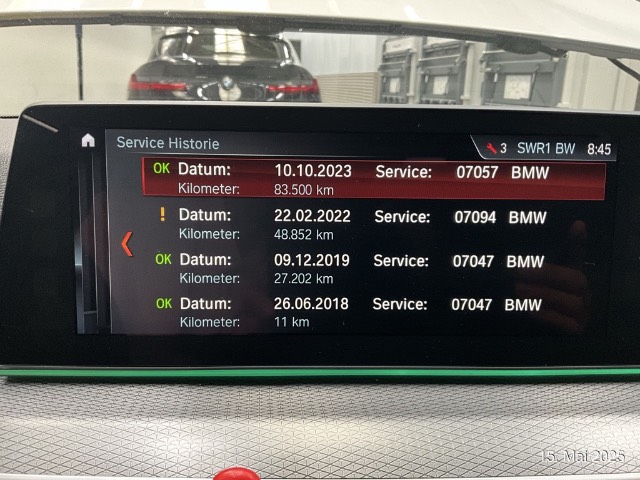 Service Historie 3 SWR1 BW 8:45
OK Datum: 10.10.2023 Service: 07057 BMW
Kilometer: 83.500 km
! Datum: 22.02.2022 Service: 07094 BMW
Kilometer: 48.852 km
OK Datum: 09.12.2019 Service: 07047 BMW
Kilometer: 27.202 km
OK Datum: 26.06.2018 Service: 07047 BMW
Kilometer: 11 km
15. Mai 2025